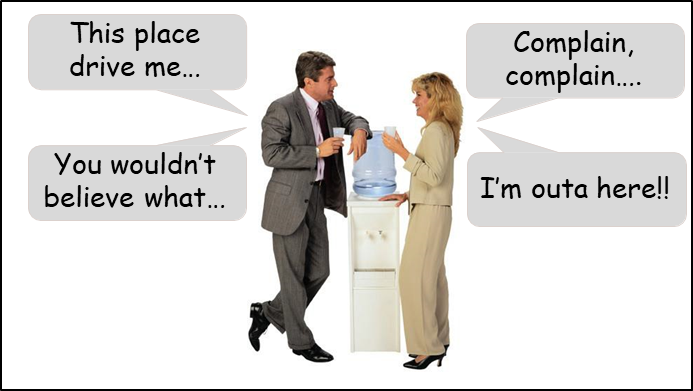 This place
drive me...
You wouldn't
believe what...
Complain,
complain....
I'm outa here!!